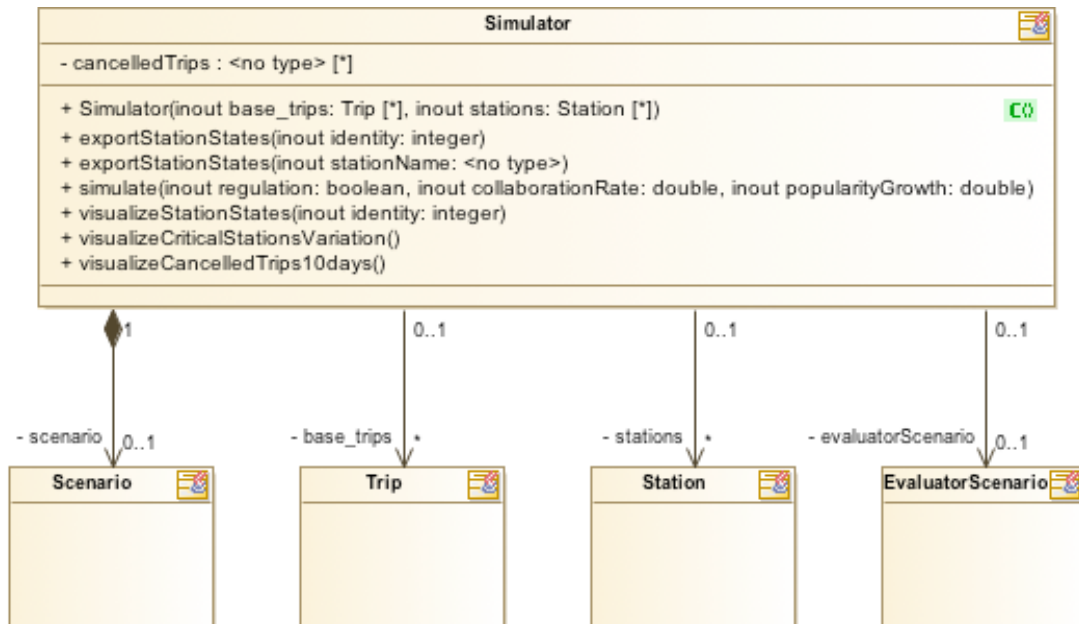 Simulator
- cancelledTrips : <no type> [*]
+ Simulator(inout base_trips: Trip [*], inout stations: Station [*])
C()
+ exportStationStates(inout identity: integer)
+ exportStationStates(inout stationName: <no type>)
+ simulate(inout regulation: boolean, inout collaborationRate: double, inout popularityGrowth: double)
+ visualizeStationStates(inout identity: integer)
+ visualizeCriticalStationsVariation()
+ visualizeCancelledTrips10days()
1
0..1
0..1
0..1
- scenario
0..1
- base_trips
*
- stations
*
- evaluatorScenario
0..1
Scenario
Trip
Station
EvaluatorScenario